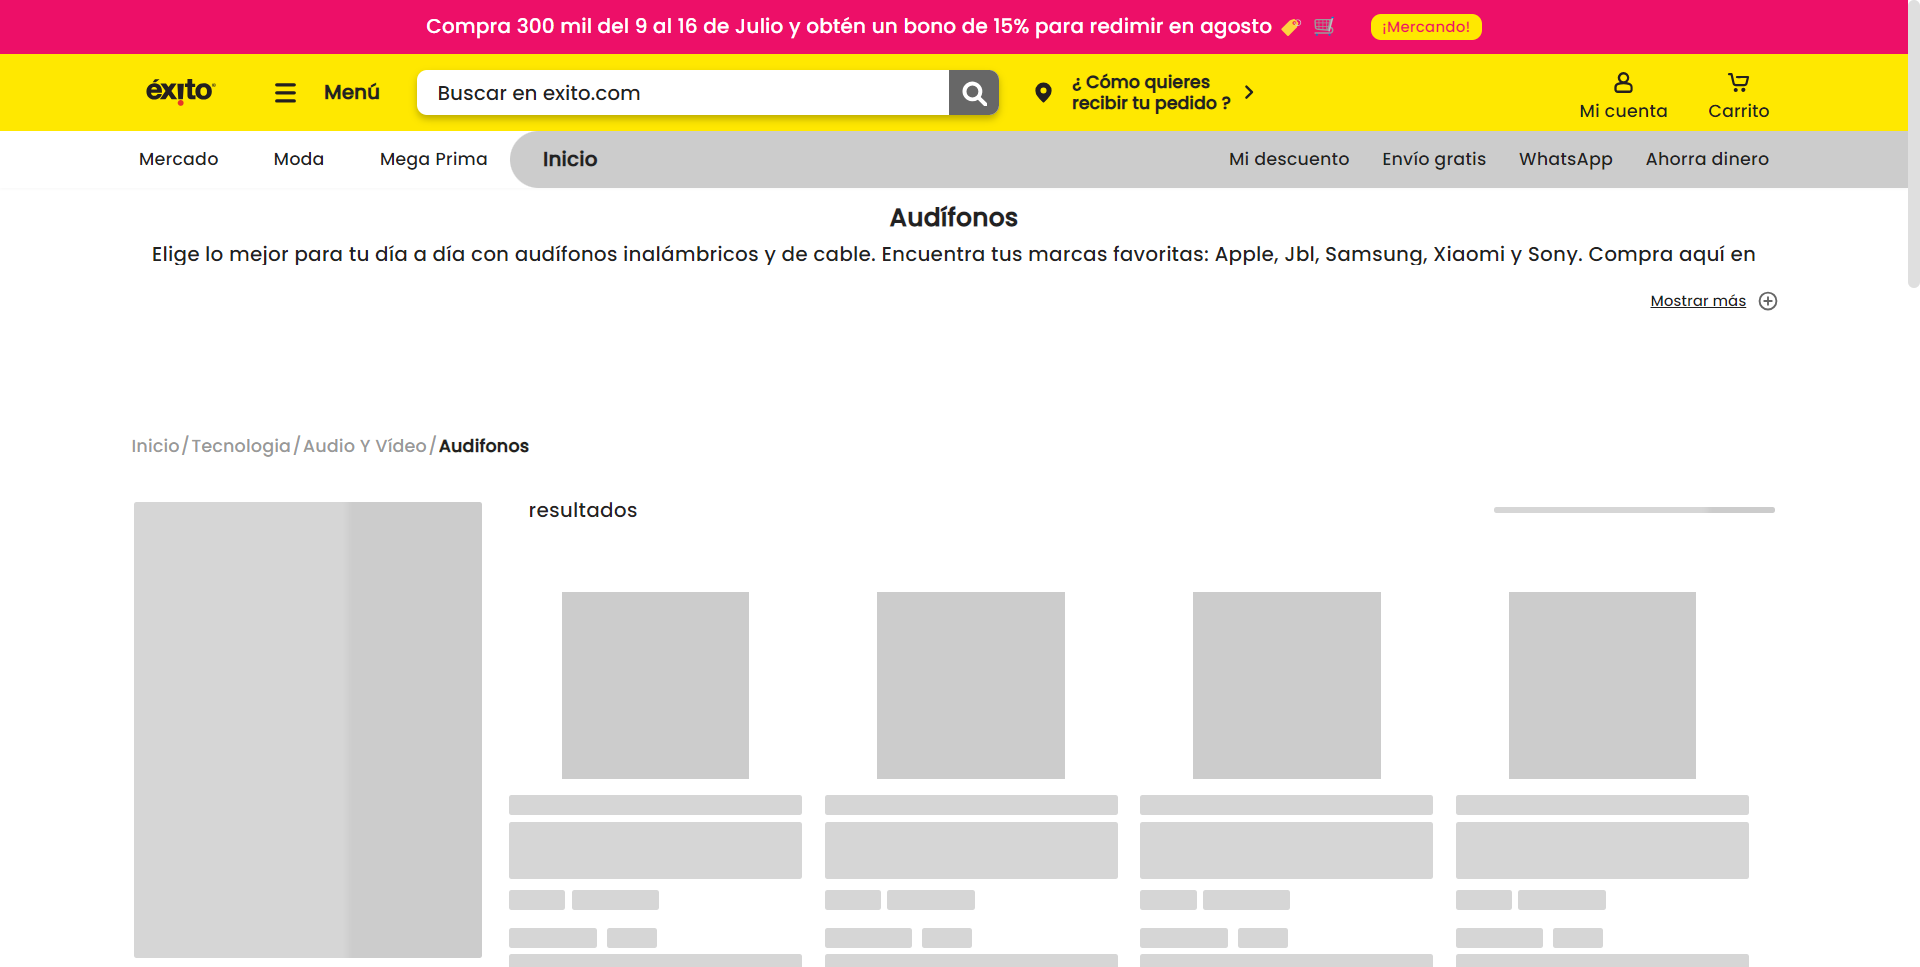 Compra 300 mil del 9 al 16 de Julio y obtén un bono de 15% para redimir en agosto
¡Mercando!
éxito
Menú
Buscar en exito.com
¿ Cómo quieres
recibir tu pedido ?
Mi cuenta
Carrito
Mercado
Moda
Mega Prima
Inicio
Mi descuento
Envío gratis
WhatsApp
Ahorra dinero
Audífonos
Elige lo mejor para tu día a día con audífonos inalámbricos y de cable. Encuentra tus marcas favoritas: Apple, Jbl, Samsung, Xiaomi y Sony. Compra aquí en
Mostrar más
Inicio/Tecnologia/Audio Y Vídeo/Audifonos
resultados